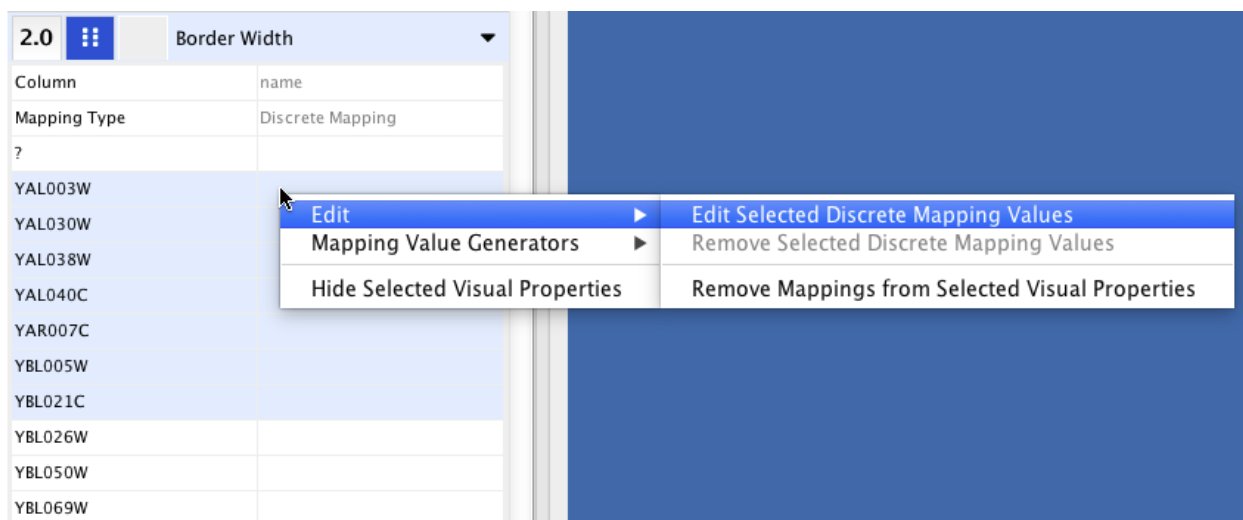 2.0 Border Width
Column name
Mapping Type Discrete Mapping
?
YAL003W
YAL030W
YAL038W
YAL040C
YAR007C
YBL005W
YBL021C
YBL026W
YBL050W
YBL069W
Edit
Mapping Value Generators
Hide Selected Visual Properties
Edit Selected Discrete Mapping Values
Remove Selected Discrete Mapping Values
Remove Mappings from Selected Visual Properties